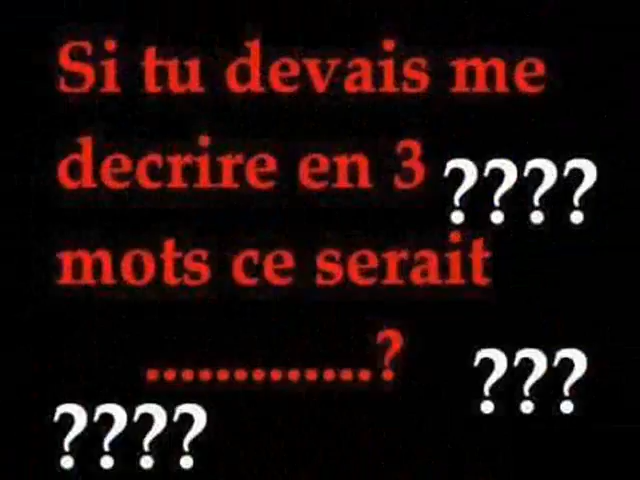 Si tu devais me
decrire en 3 ????
mots ce serait
.............?
???
????